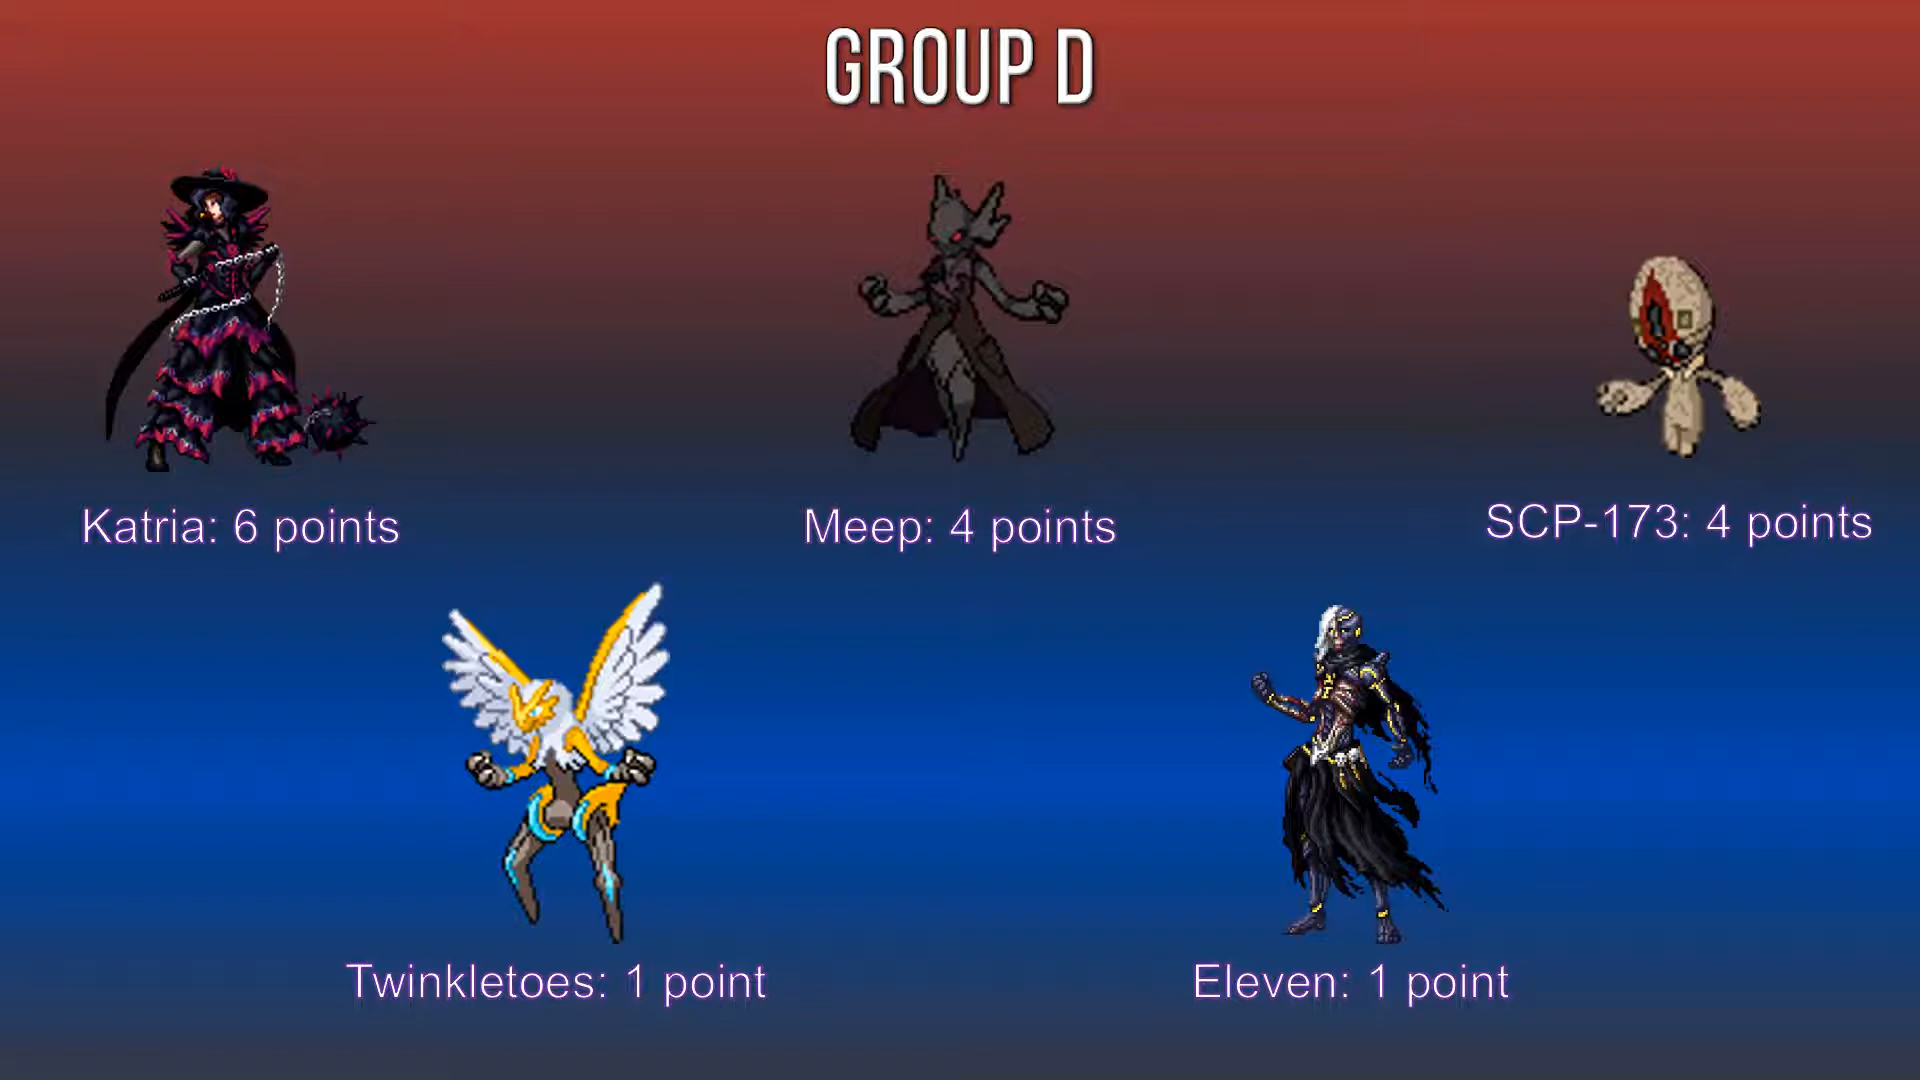 GROUP D
Katria: 6 points
Meep: 4 points
SCP-173: 4 points
Twinkletoes: 1 point
Eleven: 1 point